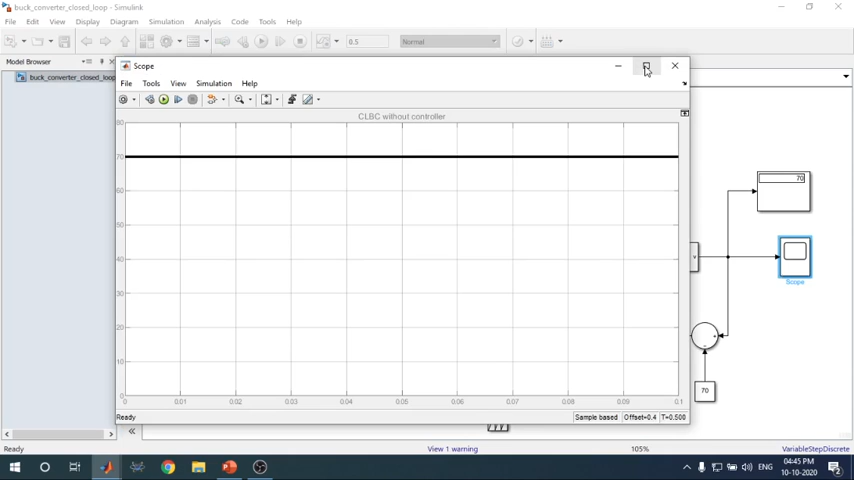 buck_converter_closed_loop - Simulink
File Edit View Display Diagram Simulation Analysis Code Tools Help
0.5
Normal
Model Browser
buck_converter_closed_loop
Scope
File Tools View Simulation Help
CLBC without controller
80
70
60
50
40
30
20
10
0
0 0.01 0.02 0.03 0.04 0.05 0.06 0.07 0.08 0.09 0.1
Ready
Sample based Offset=0.4 T=0.500
70
v
Scope
+
70
Ready
View 1 warning
105%
VariableStepDiscrete
ENG
04:45 PM
10-10-2020
2